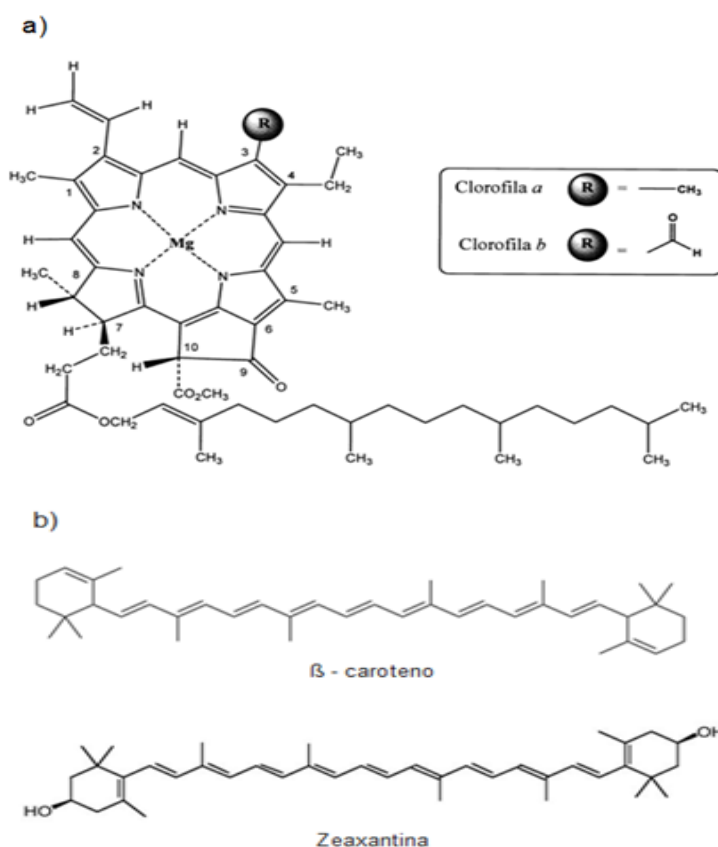 a)
H
H
H
H
R
CH₃
2
3
4
CH₂
H₃C
1
N
N
Mg
H
H
N
N
H₃C
8
5
CH₃
H
H
7
6
CH₂
10
H
9
H₂C
O
CO₂CH₃
O
OCH₂
CH₃
CH₃
CH₃
CH₃
CH₃
Clorofila a R = —CH₃
Clorofila b R = O H
b)
ß - caroteno
OH
HO
Zeaxantina